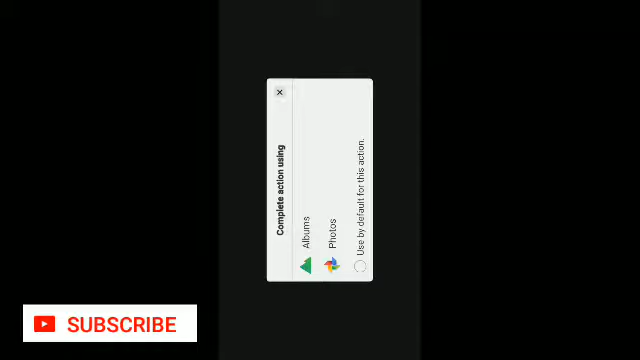 Complete action using
Albums
Photos
Use by default for this action.
SUBSCRIBE